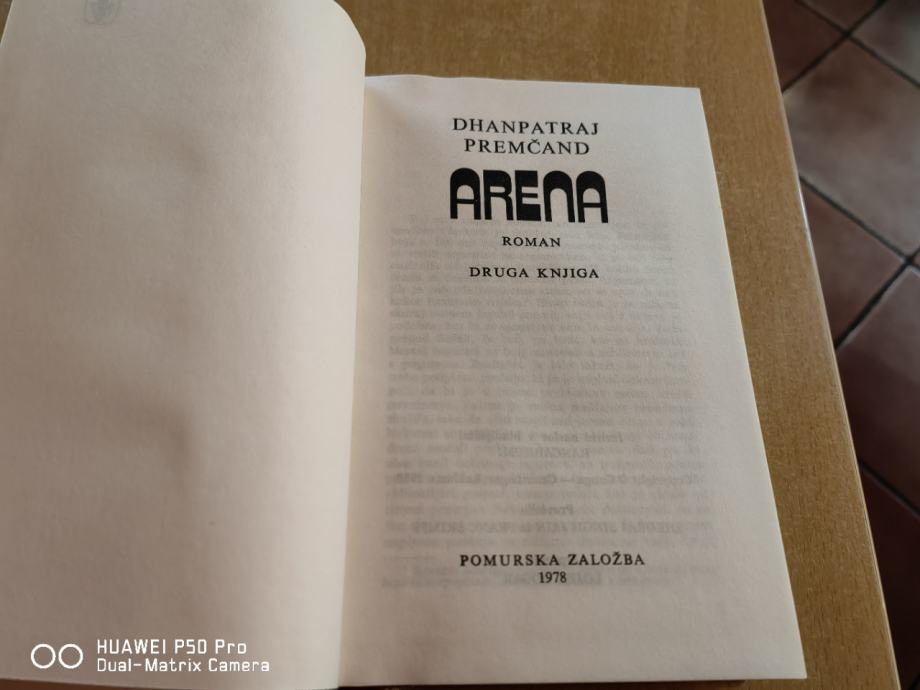 DHANPATRAJ
PREMČAND
ARENA
ROMAN
DRUGA KNJIGA
POMURSKA ZALOŽBA
1978
HUAWEI P50 Pro
Dual-Matrix Camera